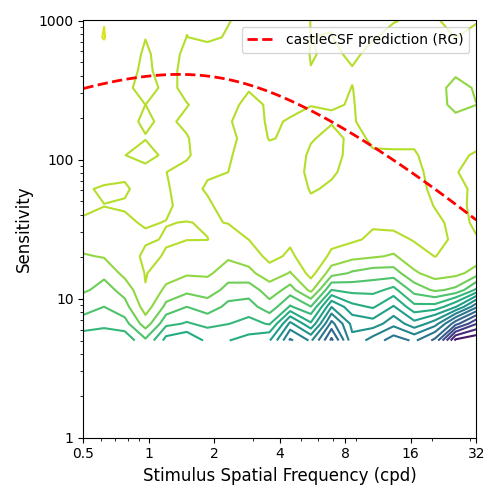 1000
castleCSF prediction (RG)
100
Sensitivity
10
1
0.5 1 2 4 8 16 32
Stimulus Spatial Frequency (cpd)